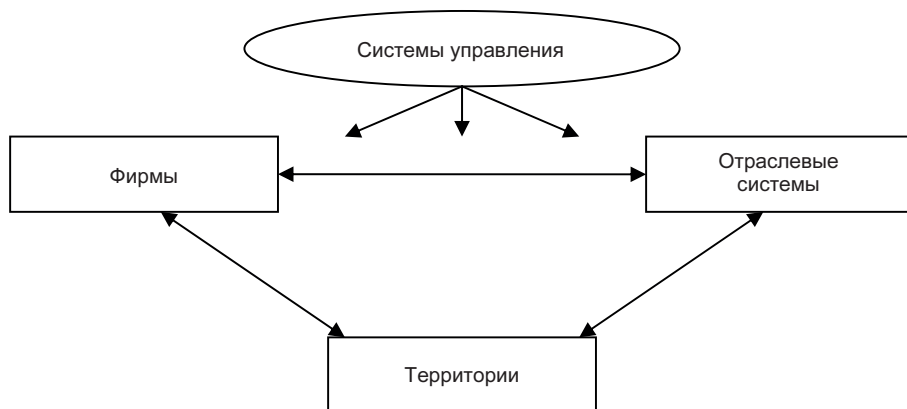 Системы управления
Фирмы
Отраслевые
системы
Территории